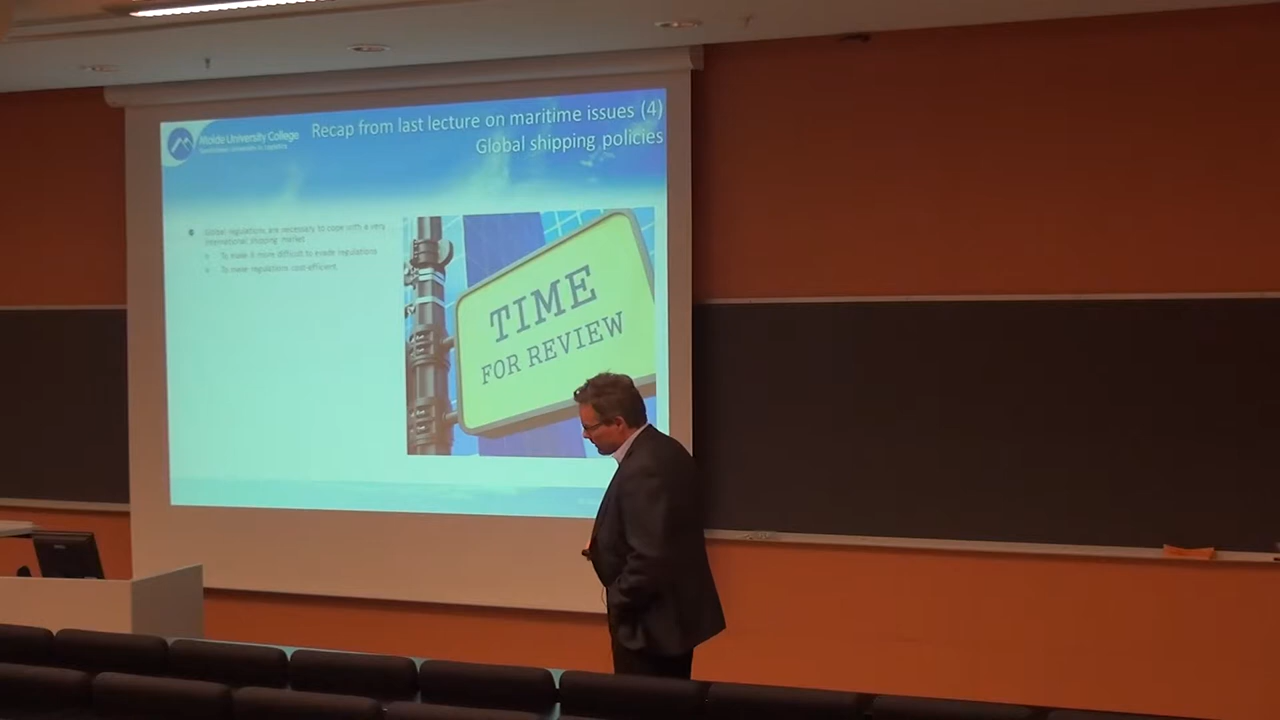 Molde University College
Recap from last lecture on maritime issues (4)
Global shipping policies
Global regulations are necessary to cope with a very
international shipping market
To make it more difficult to evade regulations
To make regulations cost-efficient.
TIME
FOR REVIEW